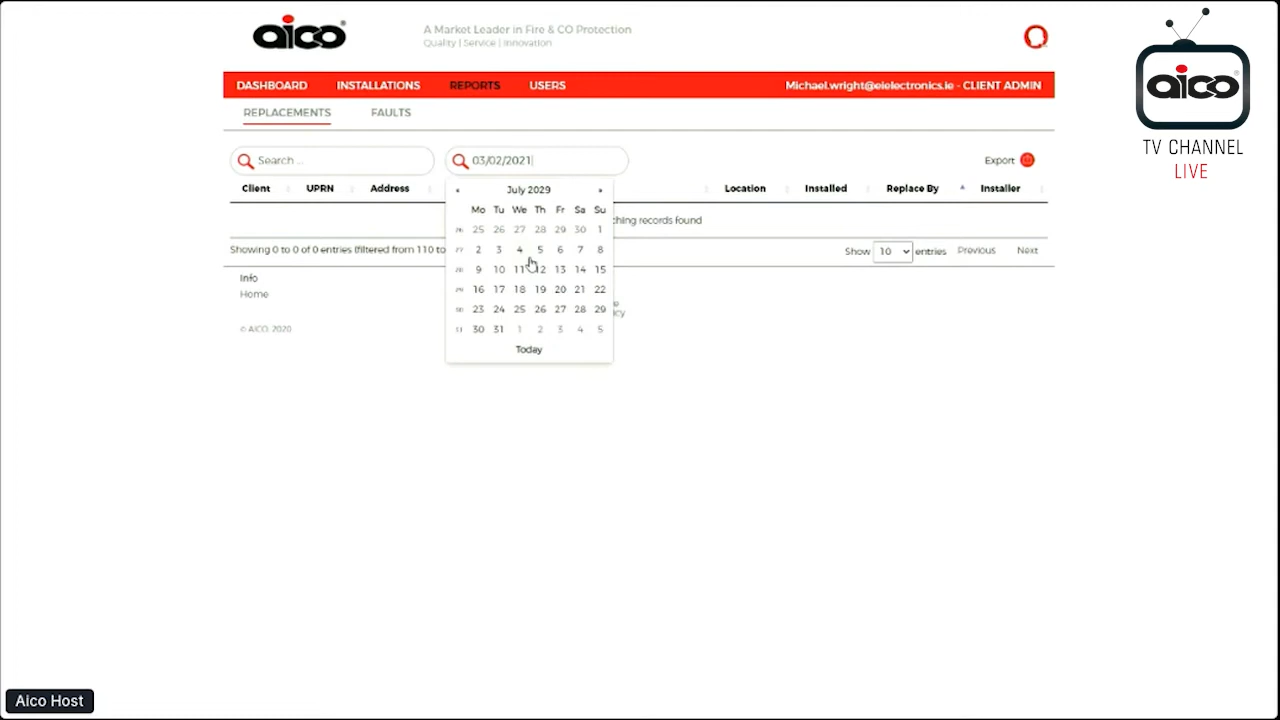 aico®
A Market Leader in Fire & CO Protection
Quality | Service | Innovation
aico®
TV CHANNEL
LIVE
DASHBOARD INSTALLATIONS REPORTS USERS Michael.wright@eielectronics.ie - CLIENT ADMIN
REPLACEMENTS FAULTS
Search ... 03/02/2021 Export
Client UPRN Address Location Installed Replace By Installer
« July 2029 »
Mo Tu We Th Fr Sa Su
26 25 26 27 28 29 30 1
27 2 3 4 5 6 7 8
28 9 10 11 12 13 14 15
29 16 17 18 19 20 21 22
30 23 24 25 26 27 28 29
31 30 31 1 2 3 4 5
Today
ching records found
Showing 0 to 0 of 0 entries (filtered from 110 to
Show 10 entries Previous Next
Info
Home
© AICO, 2020
Aico Host